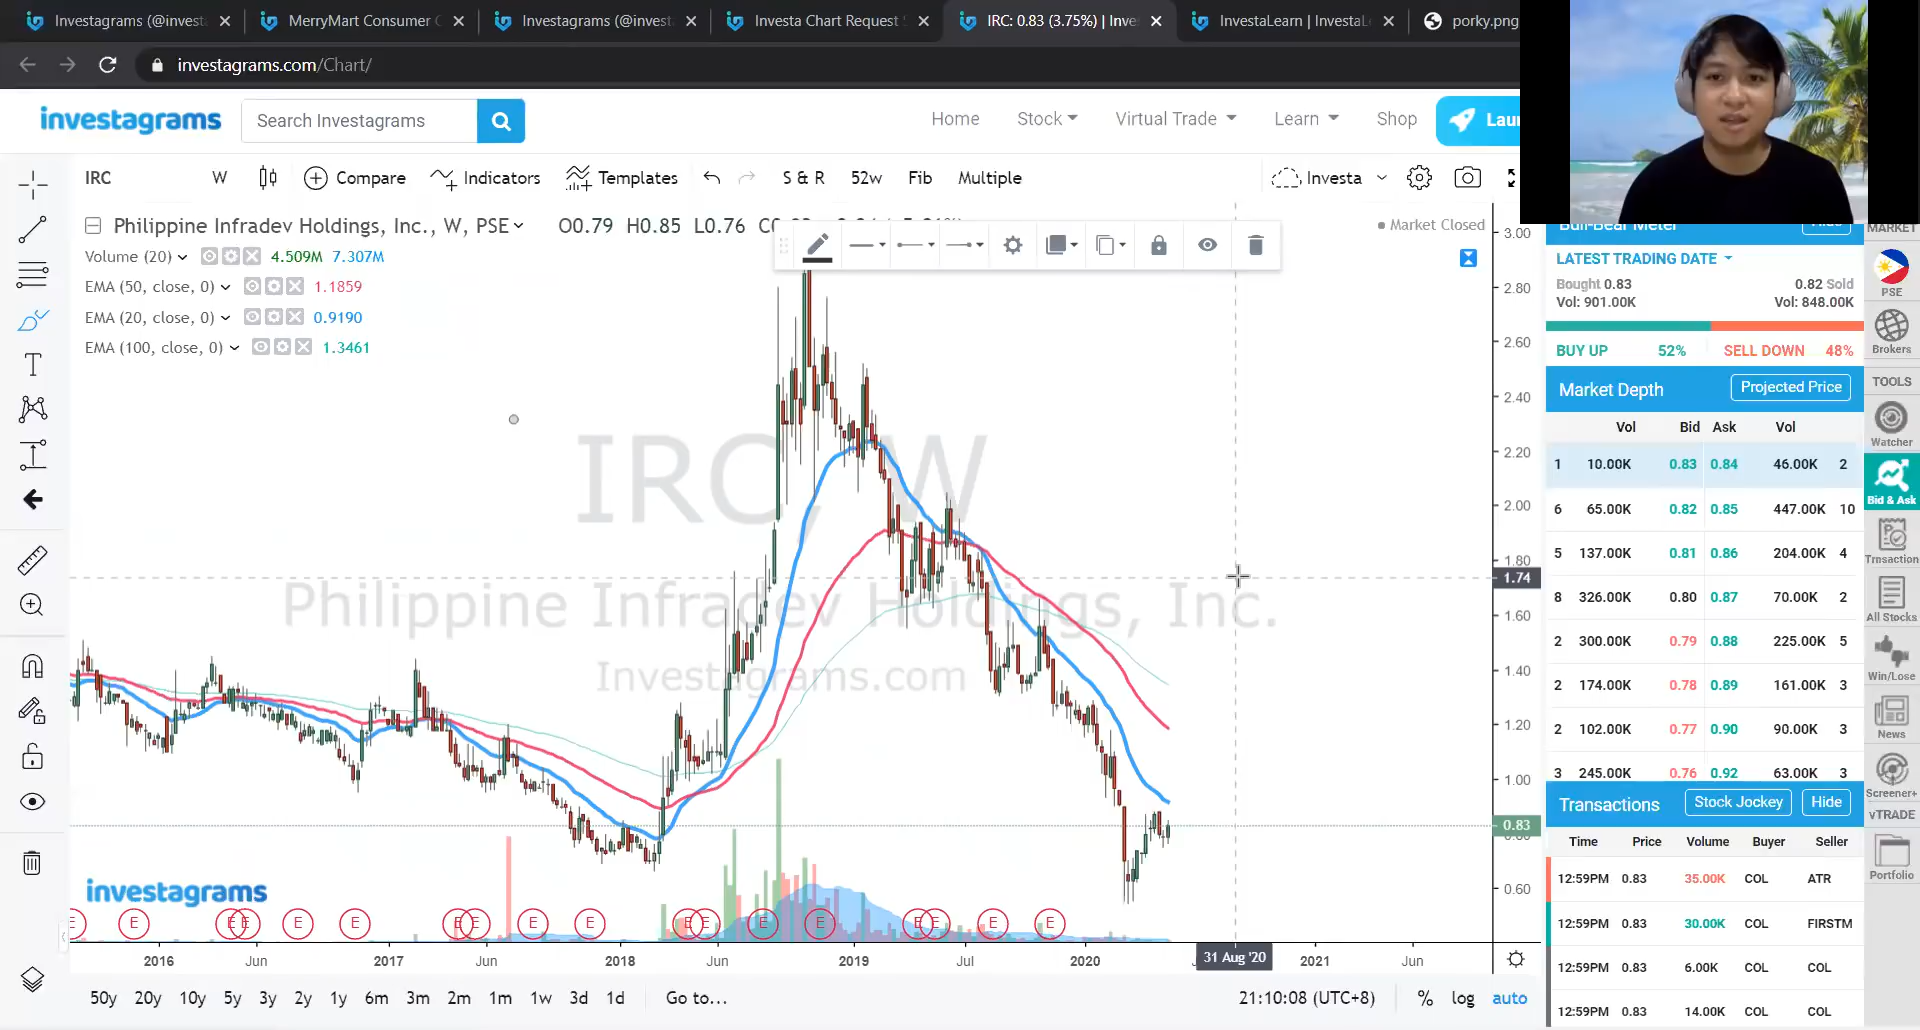 Investagrams (@invest
MerryMart Consumer C
Investagrams (@invest
Investa Chart Request S
IRC: 0.83 (3.75%) | Inve
InvestaLearn | InvestaL
porky.png
investagrams.com/Chart/
investagrams
Search Investagrams
Home
Stock
Virtual Trade
Learn
Shop
Lau
IRC
W
Compare
Indicators
Templates
S & R
52w
Fib
Multiple
Investa
Philippine Infradev Holdings, Inc., W, PSE
O0.79 H0.85 L0.76
Market Closed
Volume (20)
4.509M 7.307M
EMA (50, close, 0)
1.1859
EMA (20, close, 0)
0.9190
EMA (100, close, 0)
1.3461
IRC, W
Philippine Infradev Holdings, Inc.
Investagrams.com
3.00
2.80
2.60
2.40
2.20
2.00
1.80
1.74
1.60
1.40
1.20
1.00
0.83
0.60
investagrams
E E E E E E E E E E E E E E E E E E
2016 Jun 2017 Jun 2018 Jun 2019 Jul 2020 31 Aug '20 2021 Jun
50y 20y 10y 5y 3y 2y 1y 6m 3m 2m 1m 1w 3d 1d Go to...
21:10:08 (UTC+8) % log auto
Bull-Bear Meter
Hide
LATEST TRADING DATE
Bought 0.83 0.82 Sold
Vol: 901.00K Vol: 848.00K
BUY UP 52% SELL DOWN 48%
Market Depth Projected Price
Vol Bid Ask Vol
1 10.00K 0.83 0.84 46.00K 2
6 65.00K 0.82 0.85 447.00K 10
5 137.00K 0.81 0.86 204.00K 4
8 326.00K 0.80 0.87 70.00K 2
2 300.00K 0.79 0.88 225.00K 5
2 174.00K 0.78 0.89 161.00K 3
2 102.00K 0.77 0.90 90.00K 3
3 245.00K 0.76 0.92 63.00K 3
Transactions Stock Jockey Hide
Time Price Volume Buyer Seller
12:59PM 0.83 35.00K COL ATR
12:59PM 0.83 30.00K COL FIRSTM
12:59PM 0.83 6.00K COL COL
12:59PM 0.83 14.00K COL COL
MARKET
PSE
Brokers
TOOLS
Watcher
Bid & Ask
Trnsaction
All Stocks
Win/Lose
News
Screener+
vTRADE
Portfolio